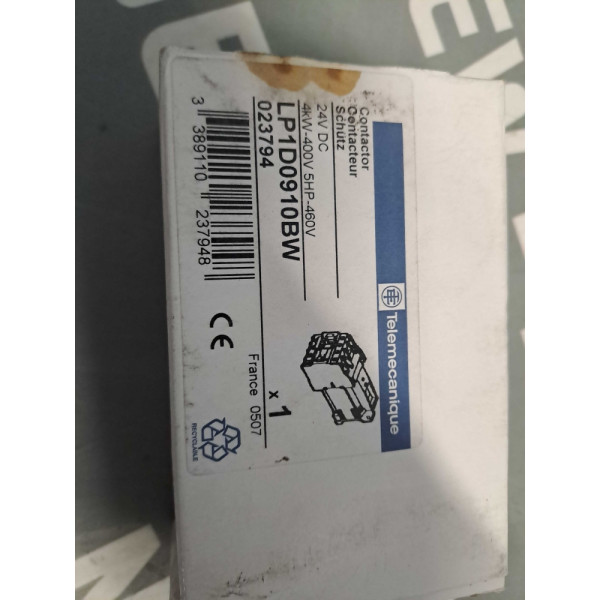 Telemecanique
Contactor
Contacteur
Schütz
24V DC
4kW-400V 5HP-460V
LP1D0910BW
023794
3 389110 237948
x 1
France 0507
CE
RECYCLABLE